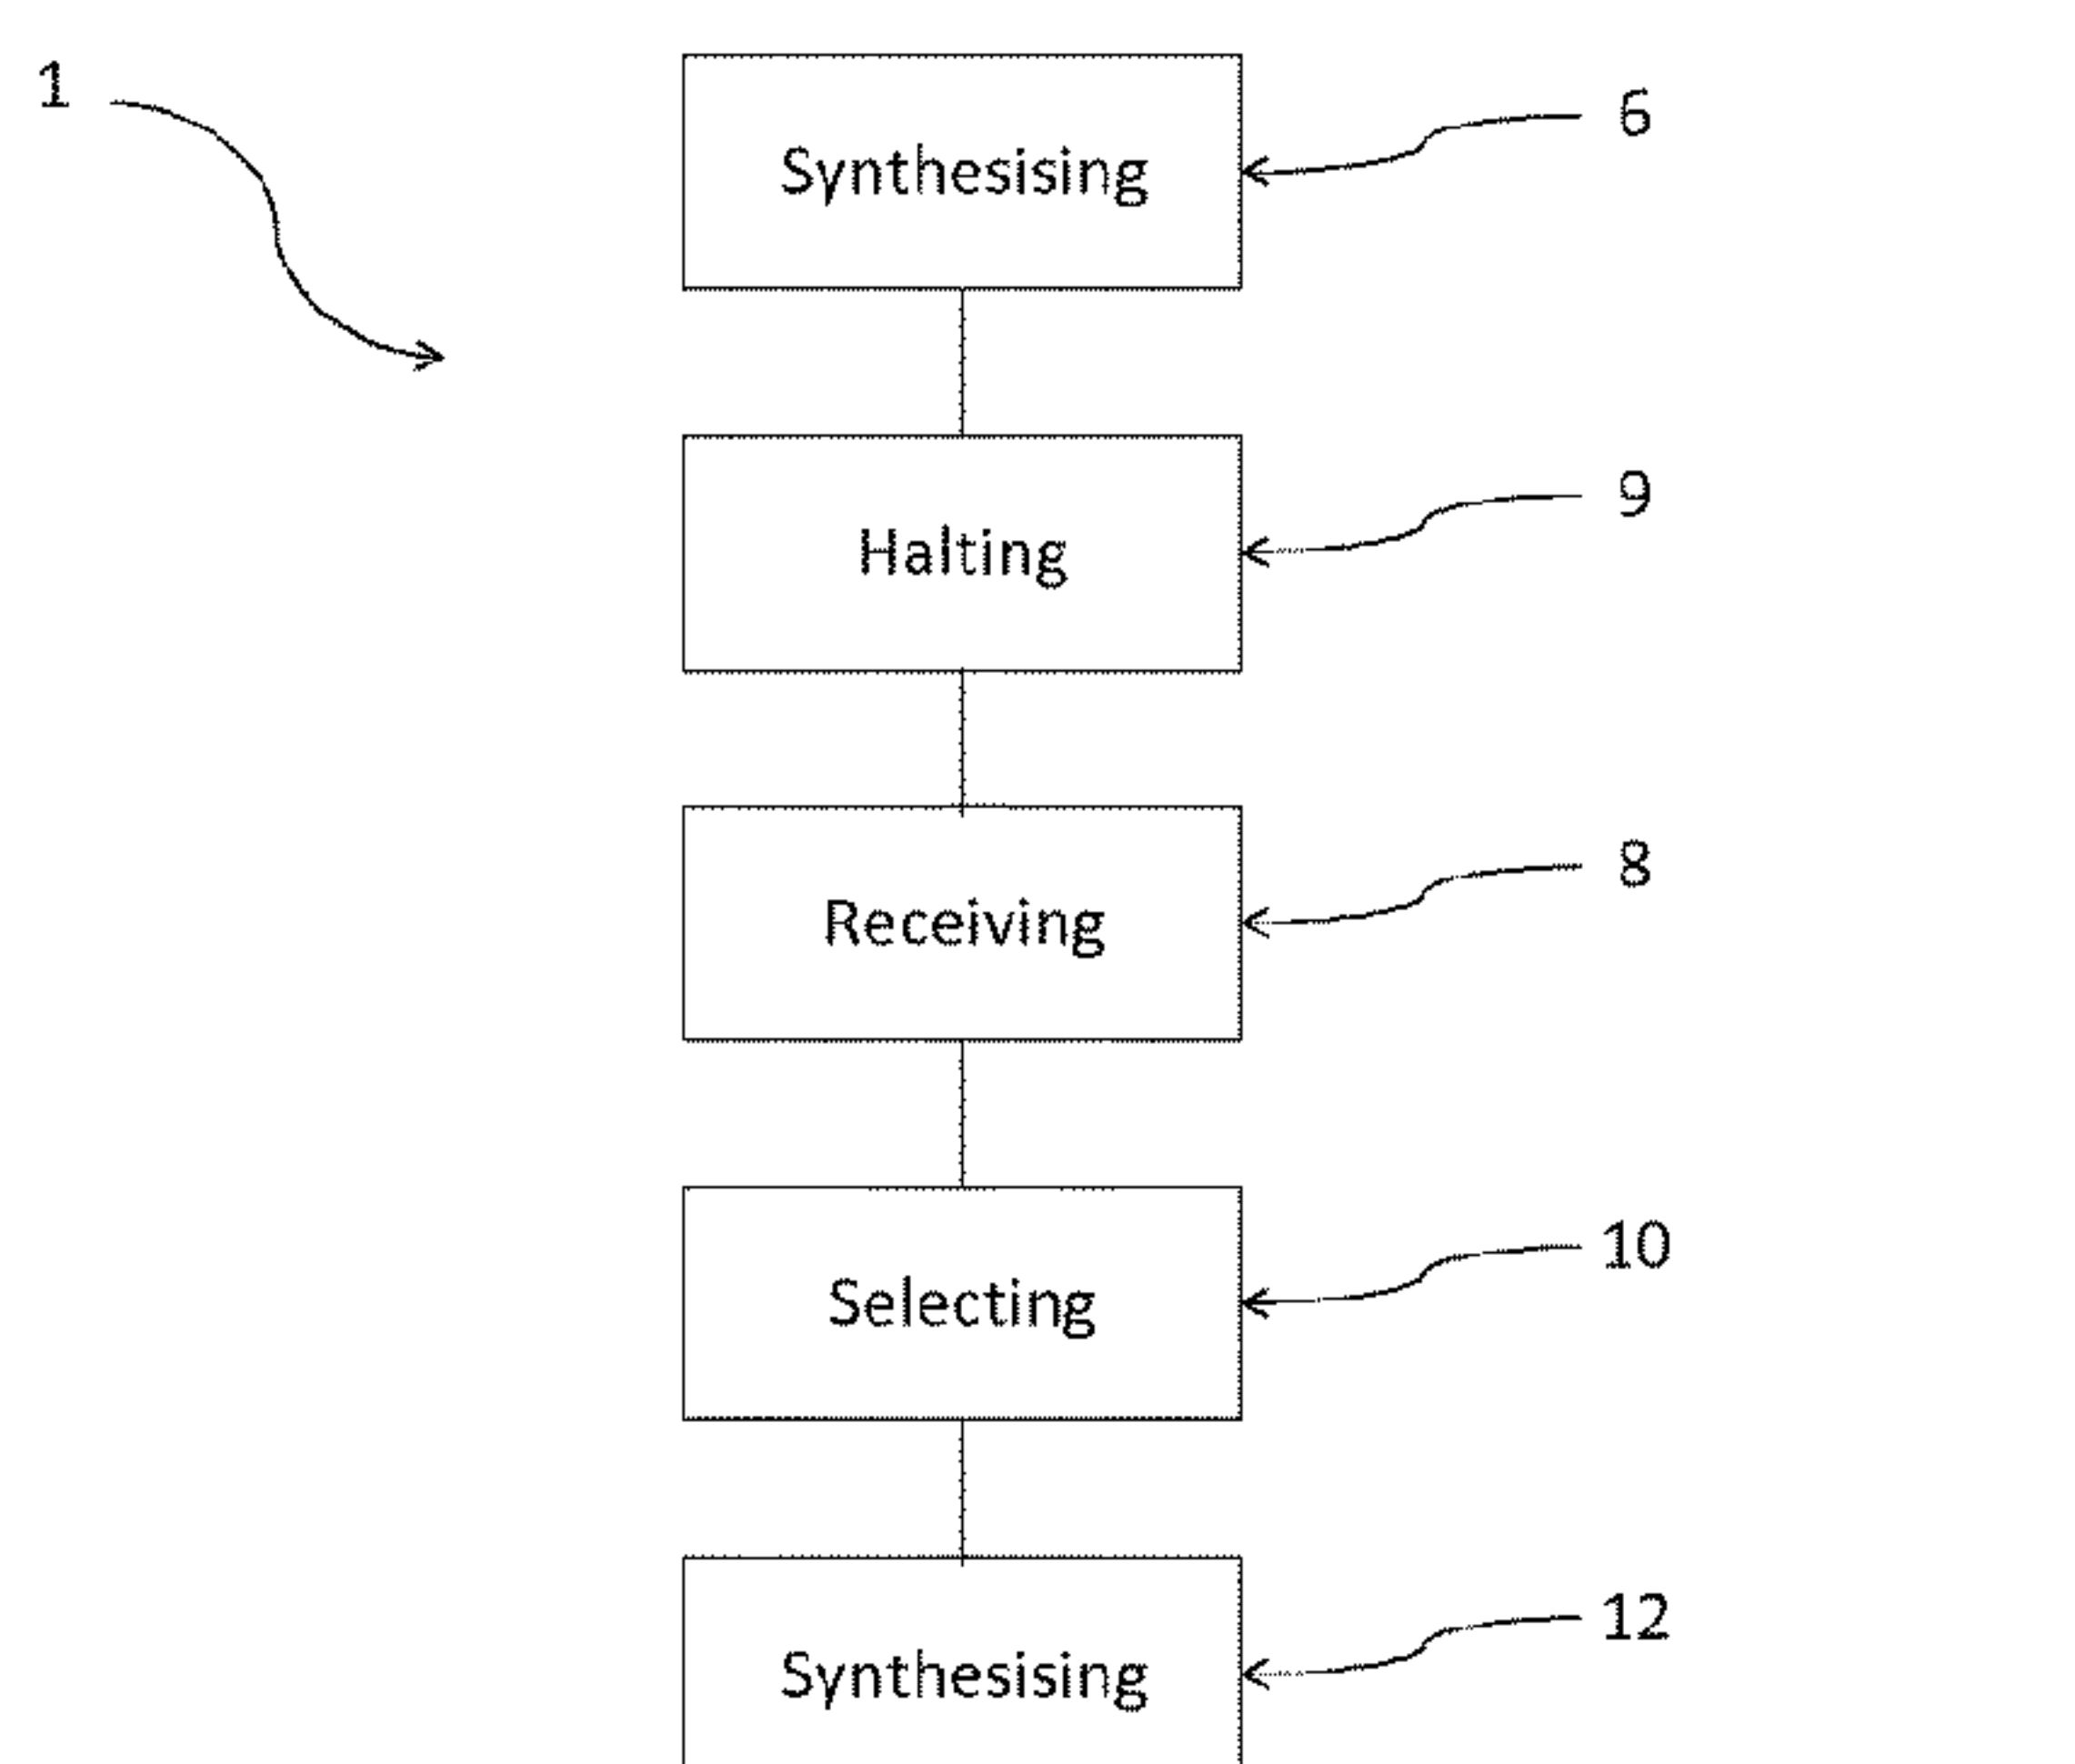 1
6
Synthesising
9
Halting
8
Receiving
10
Selecting
12
Synthesising